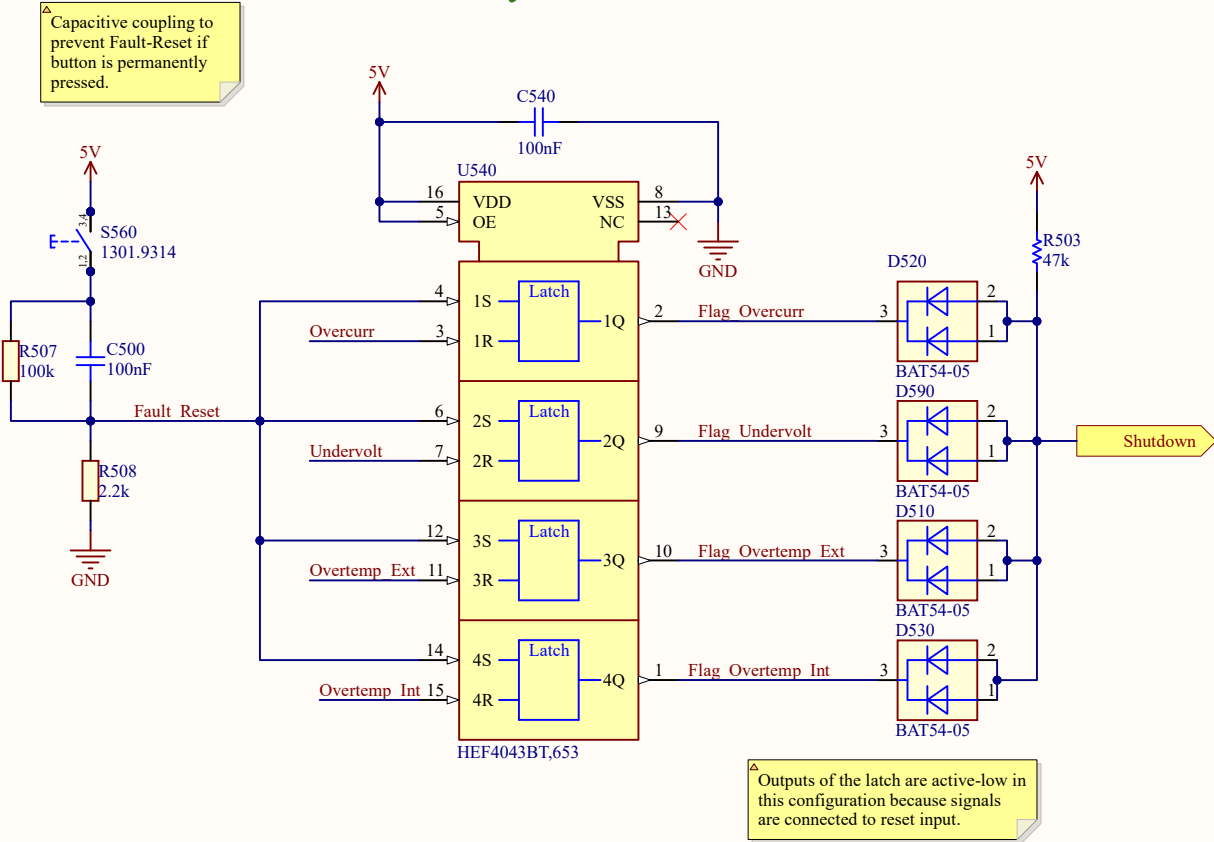 Capacitive coupling to
prevent Fault-Reset if
button is permanently
pressed.
5V
C540
100nF
5V
U540
5V
16 VDD VSS 8
5 OE NC 13
3,4
S560
1301.9314
1,2
R503
47k
GND
D520
4 1S Latch 2
1Q 2 Flag_Overcurr 3
Overcurr 3 1R 1
R507
100k
C500
100nF
BAT54-05
D590
Fault_Reset 6 2S Latch 2
2Q 9 Flag_Undervolt 3
Shutdown
Undervolt 7 2R 1
R508
2.2k
BAT54-05
D510
12 3S Latch 2
3Q 10 Flag_Overtemp_Ext 3
Overtemp_Ext 11 3R 1
GND
BAT54-05
D530
14 4S Latch 2
4Q 1 Flag_Overtemp_Int 3
Overtemp_Int 15 4R 1
BAT54-05
HEF4043BT,653
Outputs of the latch are active-low in
this configuration because signals
are connected to reset input.